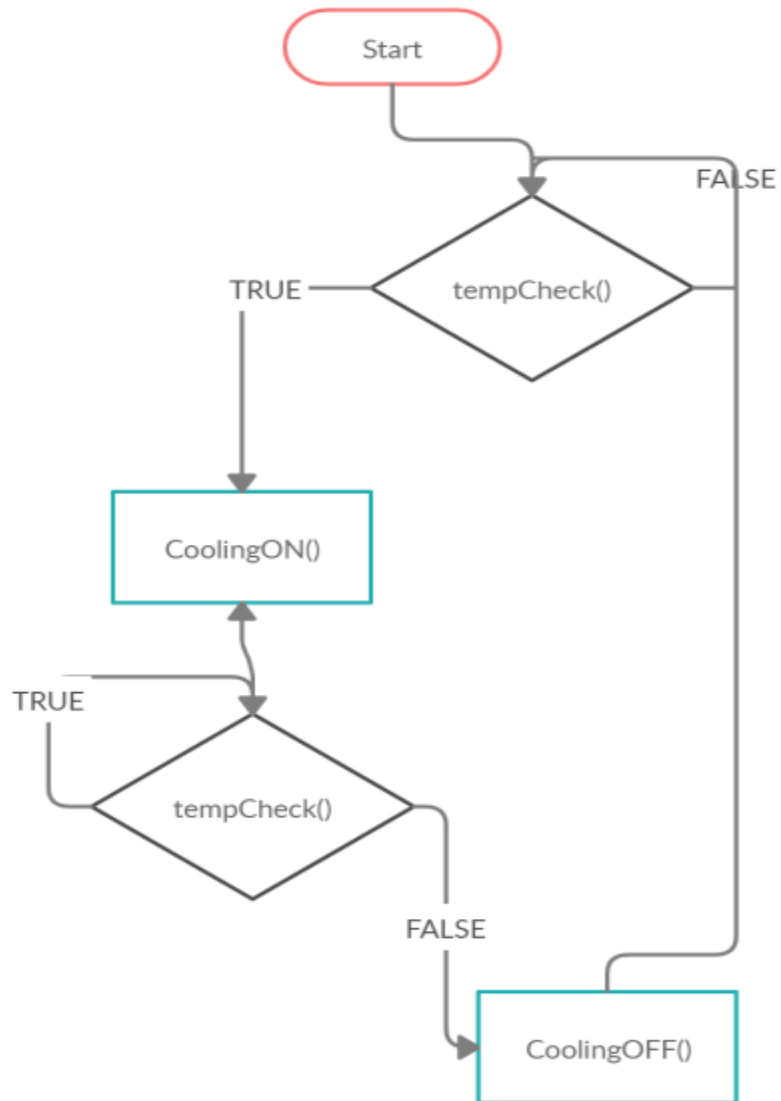 Start
FALSE
TRUE
tempCheck()
CoolingON()
TRUE
tempCheck()
FALSE
CoolingOFF()